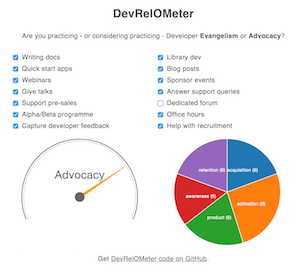 DevRelOMeter
Are you practicing - or considering practicing - Developer Evangelism or Advocacy?
Writing docs
Quick start apps
Webinars
Give talks
Support pre-sales
Alpha/Beta programme
Capture developer feedback
Library dev
Blog posts
Sponsor events
Answer support queries
Dedicated forum
Office hours
Help with recruitment
Advocacy
retention (5)
acquisition (6)
awareness (5)
activation (8)
product (6)
Get DevRelOMeter code on GitHub.